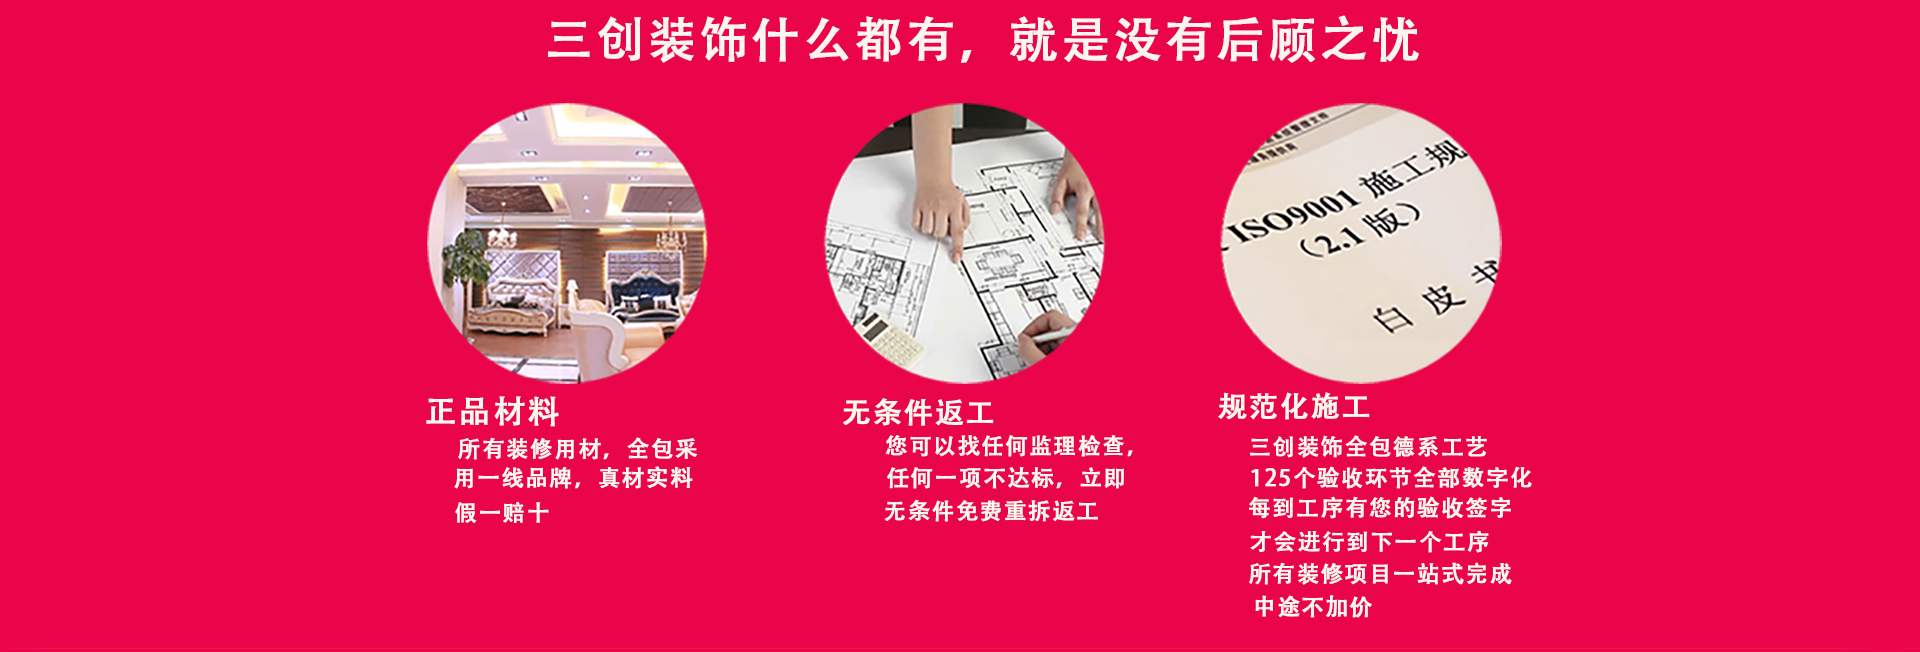 三创装饰什么都有，就是没有后顾之忧
ISO9001 施工规
（2.1 版）
白皮书
正品材料
所有装修用材，全包采
用一线品牌，真材实料
假一赔十
无条件返工
您可以找任何监理检查，
任何一项不达标，立即
无条件免费重拆返工
规范化施工
三创装饰全包德系工艺
125个验收环节全部数字化
每到工序有您的验收签字
才会进行到下一个工序
所有装修项目一站式完成
中途不加价